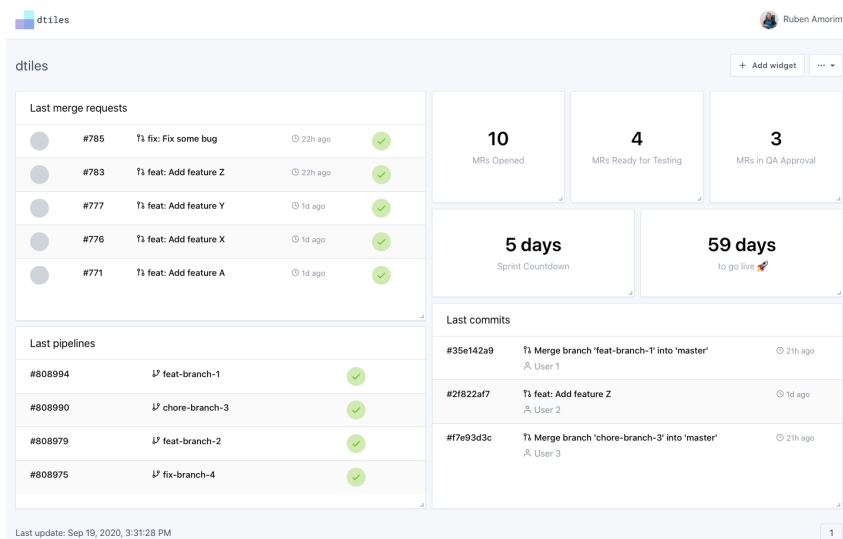 dtiles
Ruben Amorim
dtiles
+ Add widget
...
Last merge requests
#785 fix: Fix some bug 22h ago
#783 feat: Add feature Z 22h ago
#777 feat: Add feature Y 1d ago
#776 feat: Add feature X 1d ago
#771 feat: Add feature A 1d ago
10
MRs Opened
4
MRs Ready for Testing
3
MRs in QA Approval
5 days
Sprint Countdown
59 days
to go live 🚀
Last pipelines
#808994 feat-branch-1
#808990 chore-branch-3
#808979 feat-branch-2
#808975 fix-branch-4
Last commits
#35e142a9 Merge branch 'feat-branch-1' into 'master' 21h ago
User 1
#2f822af7 feat: Add feature Z 1d ago
User 2
#f7e93d3c Merge branch 'chore-branch-3' into 'master' 21h ago
User 3
Last update: Sep 19, 2020, 3:31:28 PM
1